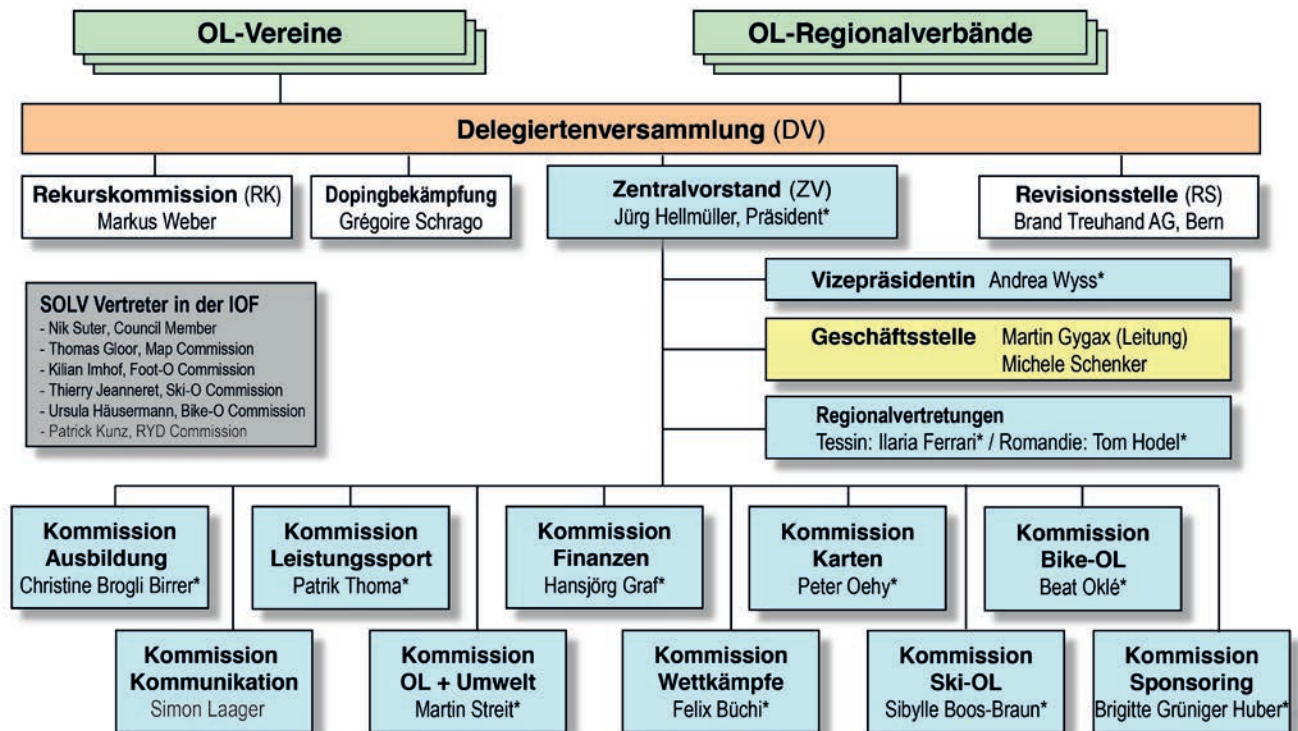 OL-Vereine
OL-Regionalverbände
Delegiertenversammlung (DV)
Rekurskommission (RK)
Markus Weber
Dopingbekämpfung
Grégoire Schrago
Zentralvorstand (ZV)
Jürg Hellmüller, Präsident*
Revisionsstelle (RS)
Brand Treuhand AG, Bern
Vizepräsidentin Andrea Wyss*
SOLV Vertreter in der IOF
- Nik Suter, Council Member
- Thomas Gloor, Map Commission
- Kilian Imhof, Foot-O Commission
- Thierry Jeanneret, Ski-O Commission
- Ursula Häusermann, Bike-O Commission
- Patrick Kunz, RYD Commission
Geschäftsstelle Martin Gygax (Leitung)
Michele Schenker
Regionalvertretungen
Tessin: Ilaria Ferrari* / Romandie: Tom Hodel*
Kommission
Ausbildung
Christine Brogli Birrer*
Kommission
Leistungssport
Patrik Thoma*
Kommission
Finanzen
Hansjörg Graf*
Kommission
Karten
Peter Oehy*
Kommission
Bike-OL
Beat Oklé*
Kommission
Kommunikation
Simon Laager
Kommission
OL + Umwelt
Martin Streit*
Kommission
Wettkämpfe
Felix Büchi*
Kommission
Ski-OL
Sibylle Boos-Braun*
Kommission
Sponsoring
Brigitte Grüniger Huber*